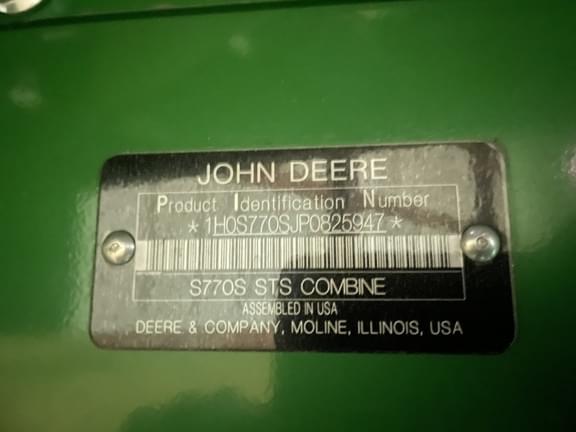 JOHN DEERE
Product Identification Number
*1H0S770SJP0825947*
S770S STS COMBINE
ASSEMBLED IN USA
DEERE & COMPANY, MOLINE, ILLINOIS, USA